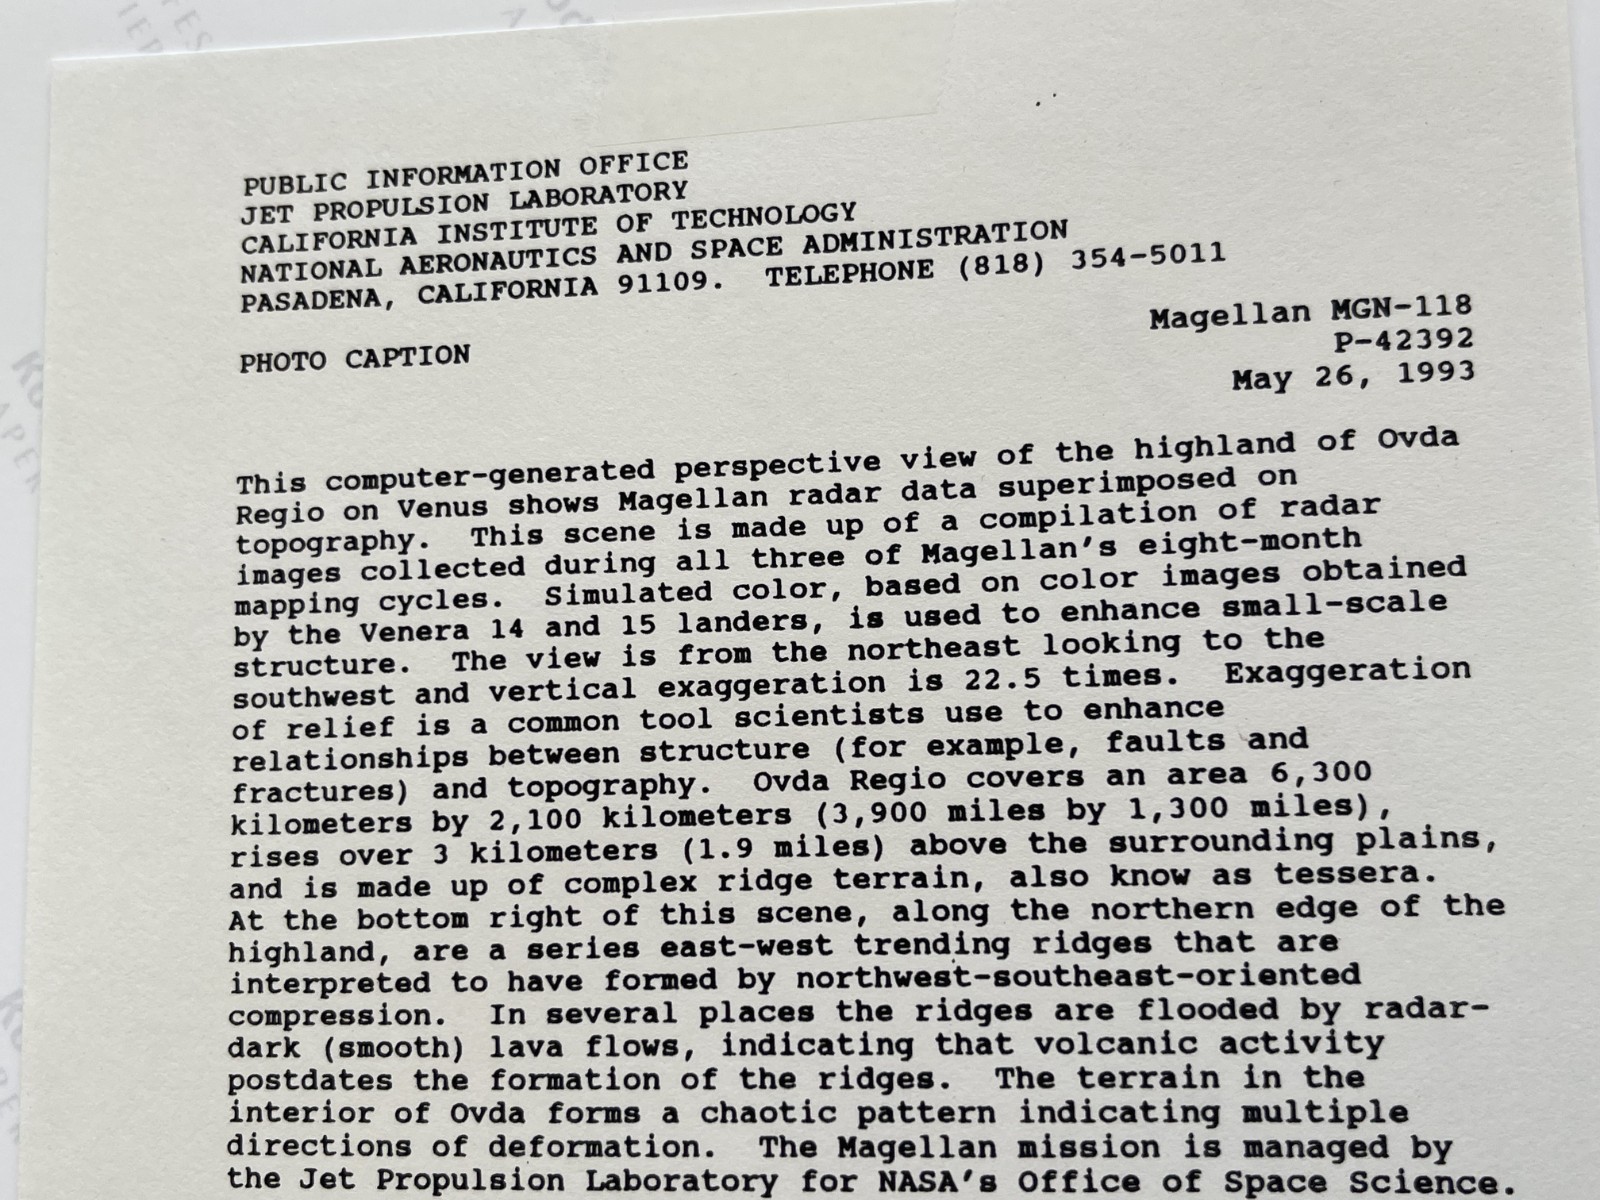 PUBLIC INFORMATION OFFICE
JET PROPULSION LABORATORY
CALIFORNIA INSTITUTE OF TECHNOLOGY
NATIONAL AERONAUTICS AND SPACE ADMINISTRATION
PASADENA, CALIFORNIA 91109. TELEPHONE (818) 354-5011
Magellan MGN-118
PHOTO CAPTION P-42392
May 26, 1993
This computer-generated perspective view of the highland of Ovda
Regio on Venus shows Magellan radar data superimposed on
topography. This scene is made up of a compilation of radar
images collected during all three of Magellan's eight-month
mapping cycles. Simulated color, based on color images obtained
by the Venera 14 and 15 landers, is used to enhance small-scale
structure. The view is from the northeast looking to the
southwest and vertical exaggeration is 22.5 times. Exaggeration
of relief is a common tool scientists use to enhance
relationships between structure (for example, faults and
fractures) and topography. Ovda Regio covers an area 6,300
kilometers by 2,100 kilometers (3,900 miles by 1,300 miles),
rises over 3 kilometers (1.9 miles) above the surrounding plains,
and is made up of complex ridge terrain, also know as tessera.
At the bottom right of this scene, along the northern edge of the
highland, are a series east-west trending ridges that are
interpreted to have formed by northwest-southeast-oriented
compression. In several places the ridges are flooded by radar-
dark (smooth) lava flows, indicating that volcanic activity
postdates the formation of the ridges. The terrain in the
interior of Ovda forms a chaotic pattern indicating multiple
directions of deformation. The Magellan mission is managed by
the Jet Propulsion Laboratory for NASA's Office of Space Science.